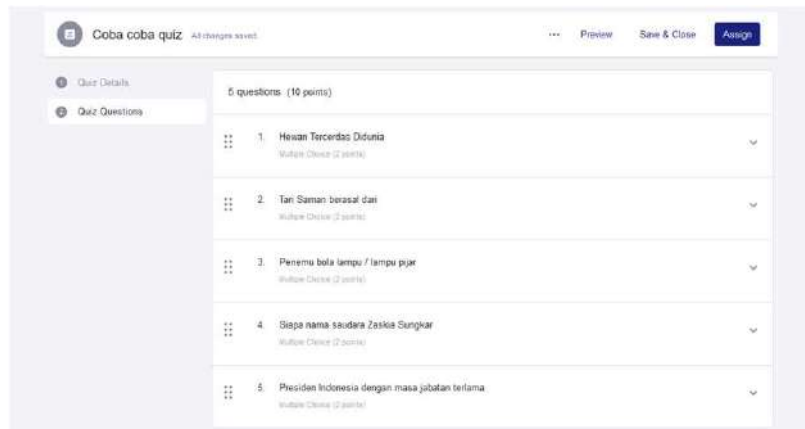 Coba coba quiz All changes saved.
... Preview Save & Close Assign
1 Quiz Details
2 Quiz Questions
5 questions (10 points)
1. Hewan Tercerdas Didunia
Multiple Choice (2 points)
2. Tari Saman berasal dari
Multiple Choice (2 points)
3. Penemu bola lampu / lampu pijar
Multiple Choice (2 points)
4. Siapa nama saudara Zaskia Sungkar
Multiple Choice (2 points)
5. Presiden Indonesia dengan masa jabatan terlama
Multiple Choice (2 points)